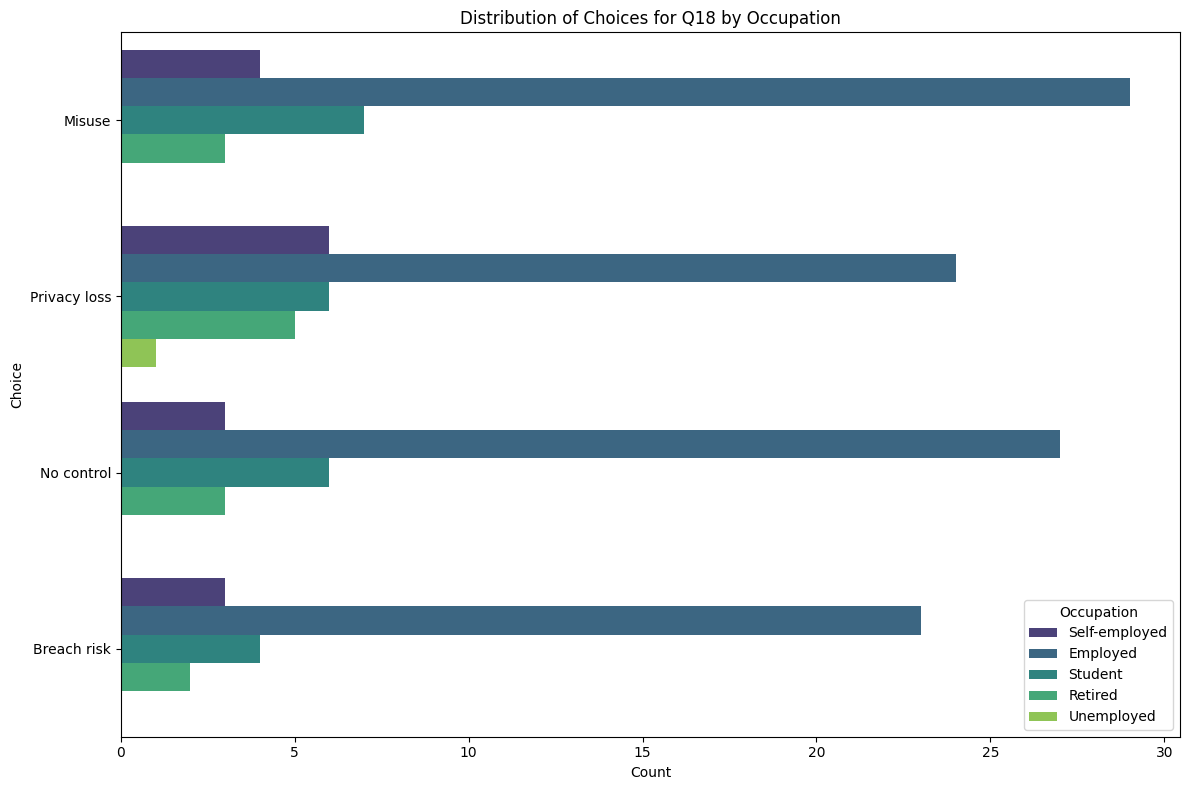 Distribution of Choices for Q18 by Occupation
Choice
Misuse
Privacy loss
No control
Breach risk
Occupation
Self-employed
Employed
Student
Retired
Unemployed
0 5 10 15 20 25 30
Count